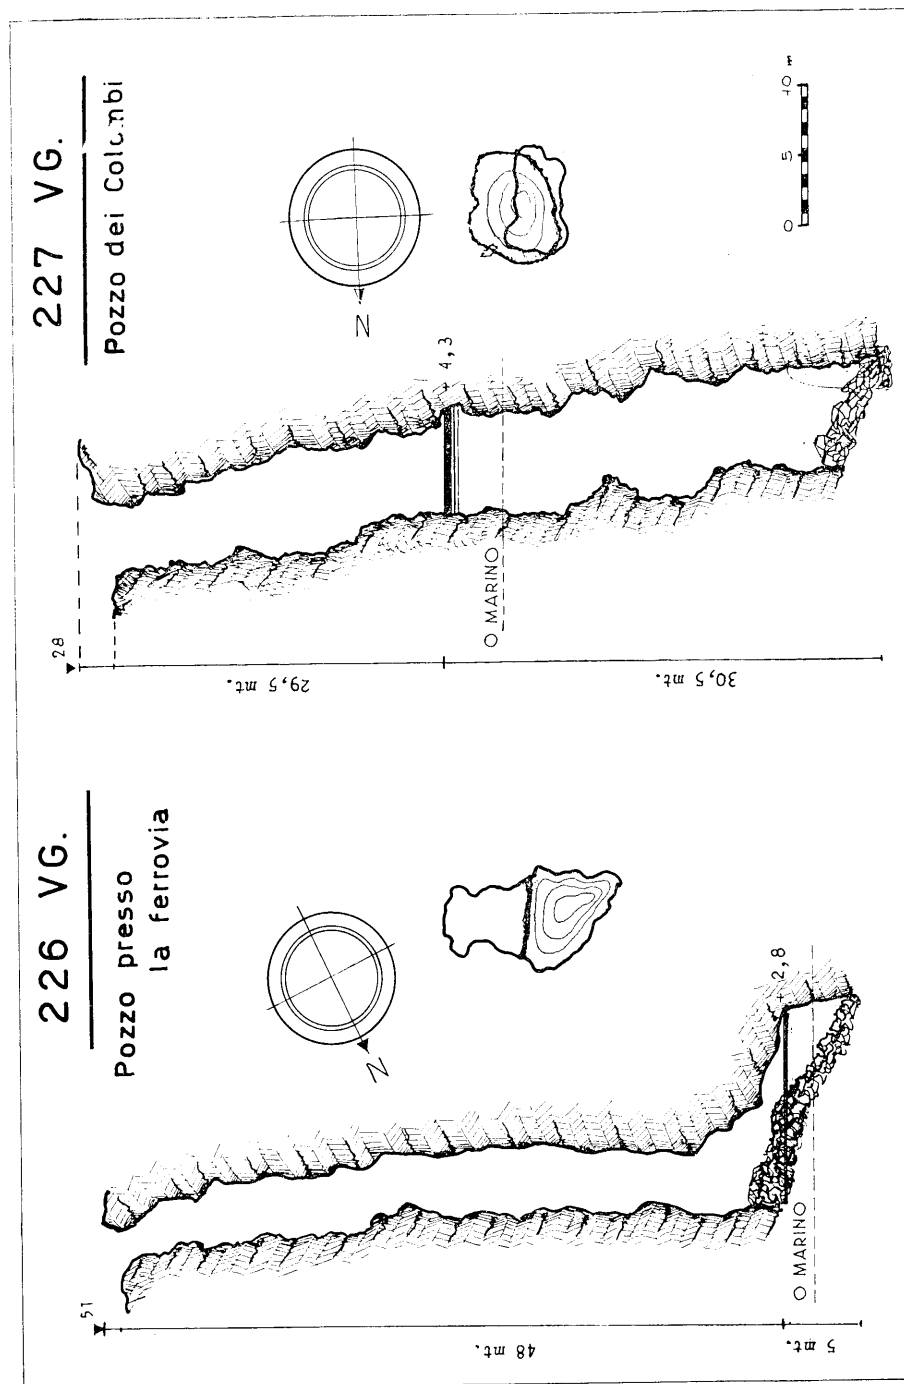 226 VG.
Pozzo presso
la ferrovia
N
51
48 mt.
5 mt.
+ 2,8
O MARINO
227 VG.
Pozzo dei Colombi
N
28
29,5 mt.
30,5 mt.
+ 4,3
O MARINO
0 5 10 m